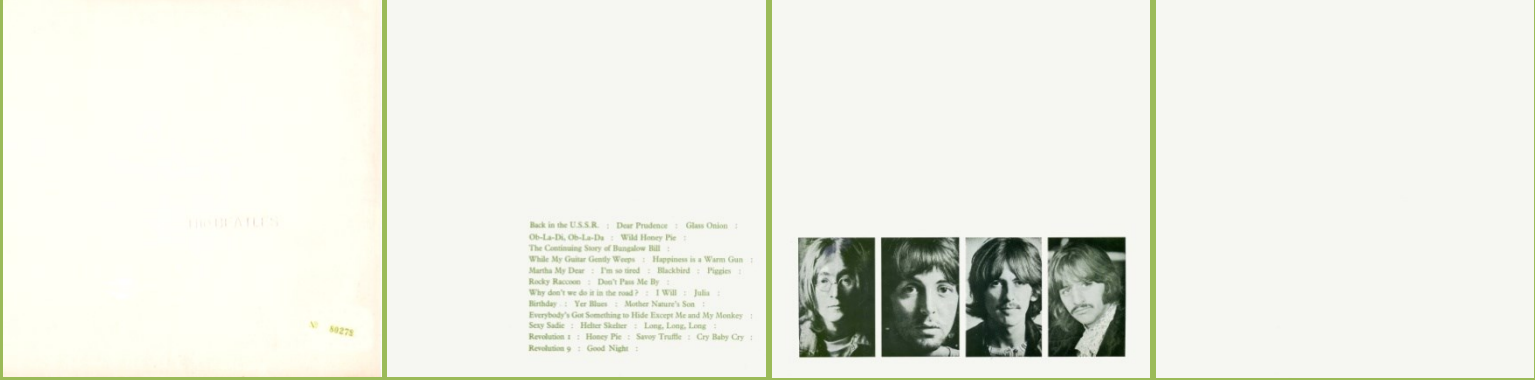 The BEATLES
Nº 80278
Back in the U.S.S.R. : Dear Prudence : Glass Onion :
Ob-La-Di, Ob-La-Da : Wild Honey Pie :
The Continuing Story of Bungalow Bill :
While My Guitar Gently Weeps : Happiness is a Warm Gun :
Martha My Dear : I'm so tired : Blackbird : Piggies :
Rocky Raccoon : Don't Pass Me By :
Why don't we do it in the road? : I Will : Julia :
Birthday : Yer Blues : Mother Nature's Son :
Everybody's Got Something to Hide Except Me and My Monkey :
Sexy Sadie : Helter Skelter : Long, Long, Long :
Revolution 1 : Honey Pie : Savoy Truffle : Cry Baby Cry :
Revolution 9 : Good Night :